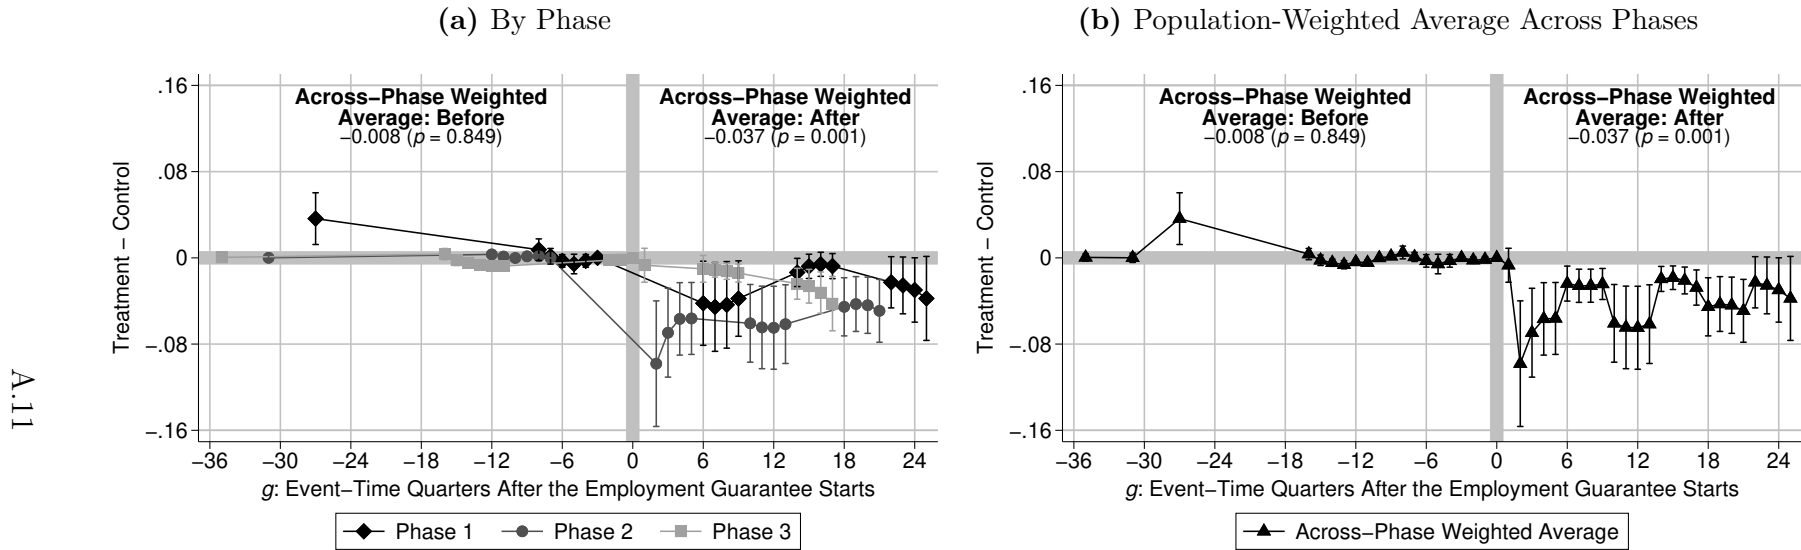 (a) By Phase
.16
.08
0
−.08
−.16
Treatment − Control
Across−Phase Weighted
Average: Before
−0.008 (p = 0.849)
Across−Phase Weighted
Average: After
−0.037 (p = 0.001)
−36 −30 −24 −18 −12 −6 0 6 12 18 24
g: Event−Time Quarters After the Employment Guarantee Starts
Phase 1 Phase 2 Phase 3
(b) Population-Weighted Average Across Phases
.16
.08
0
−.08
−.16
Treatment − Control
Across−Phase Weighted
Average: Before
−0.008 (p = 0.849)
Across−Phase Weighted
Average: After
−0.037 (p = 0.001)
−36 −30 −24 −18 −12 −6 0 6 12 18 24
g: Event−Time Quarters After the Employment Guarantee Starts
Across−Phase Weighted Average
A.11